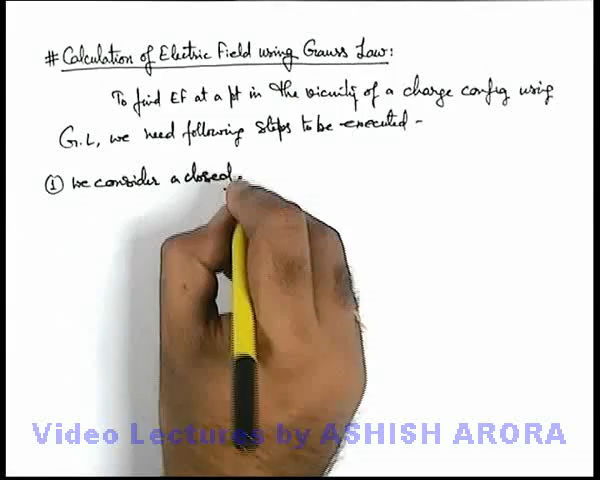 # Calculation of Electric Field using Gauss Law:
To find EF at a pt in the vicinity of a charge config using
G.L, we need following steps to be executed -
① we consider a closed
Video Lectures by ASHISH ARORA